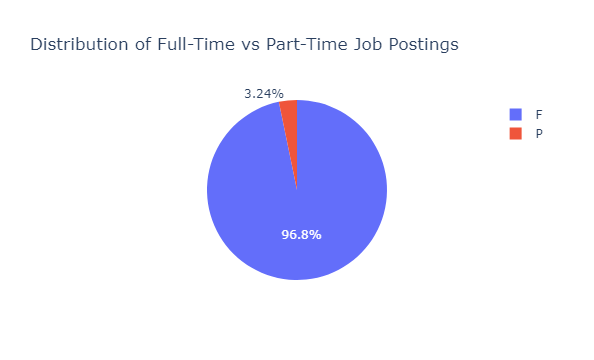 Distribution of Full-Time vs Part-Time Job Postings
3.24%
F
P
96.8%